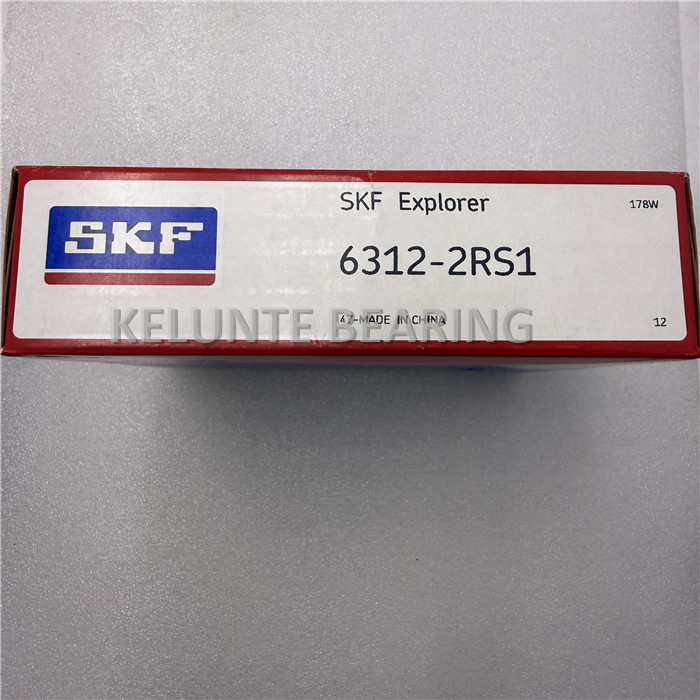 SKF
SKF Explorer
178W
6312-2RS1
47-MADE IN CHINA
12
KELUNTE BEARING